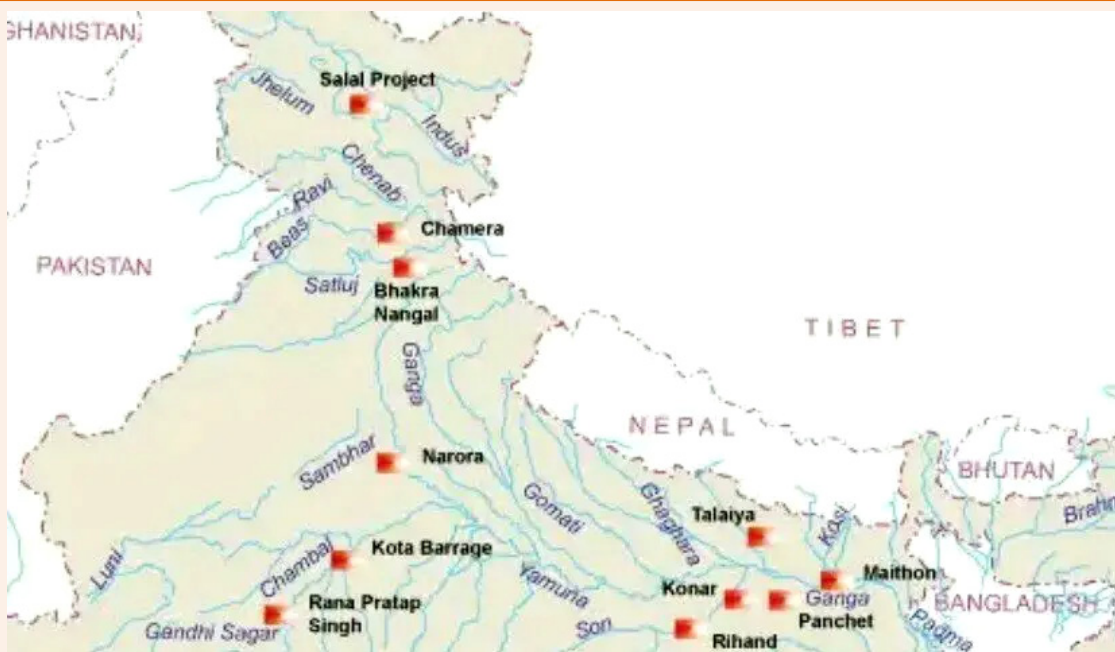 GHANISTAN
Salal Project
Jhelum
Indus
Chenab
Ravi
Beas
Chamera
PAKISTAN
Satluj
Bhakra
Nangal
TIBET
Ganga
NEPAL
Sambhar
Narora
BHUTAN
Gomati
Ghaghara
Talaiya
Kasi
Brahm
Luni
Chambal
Kota Barrage
Yamuna
Konar
Maithon
Ganga
BANGLADESH
Rana Pratap
Singh
Panchet
Padma
Gandhi Sagar
Son
Rihand